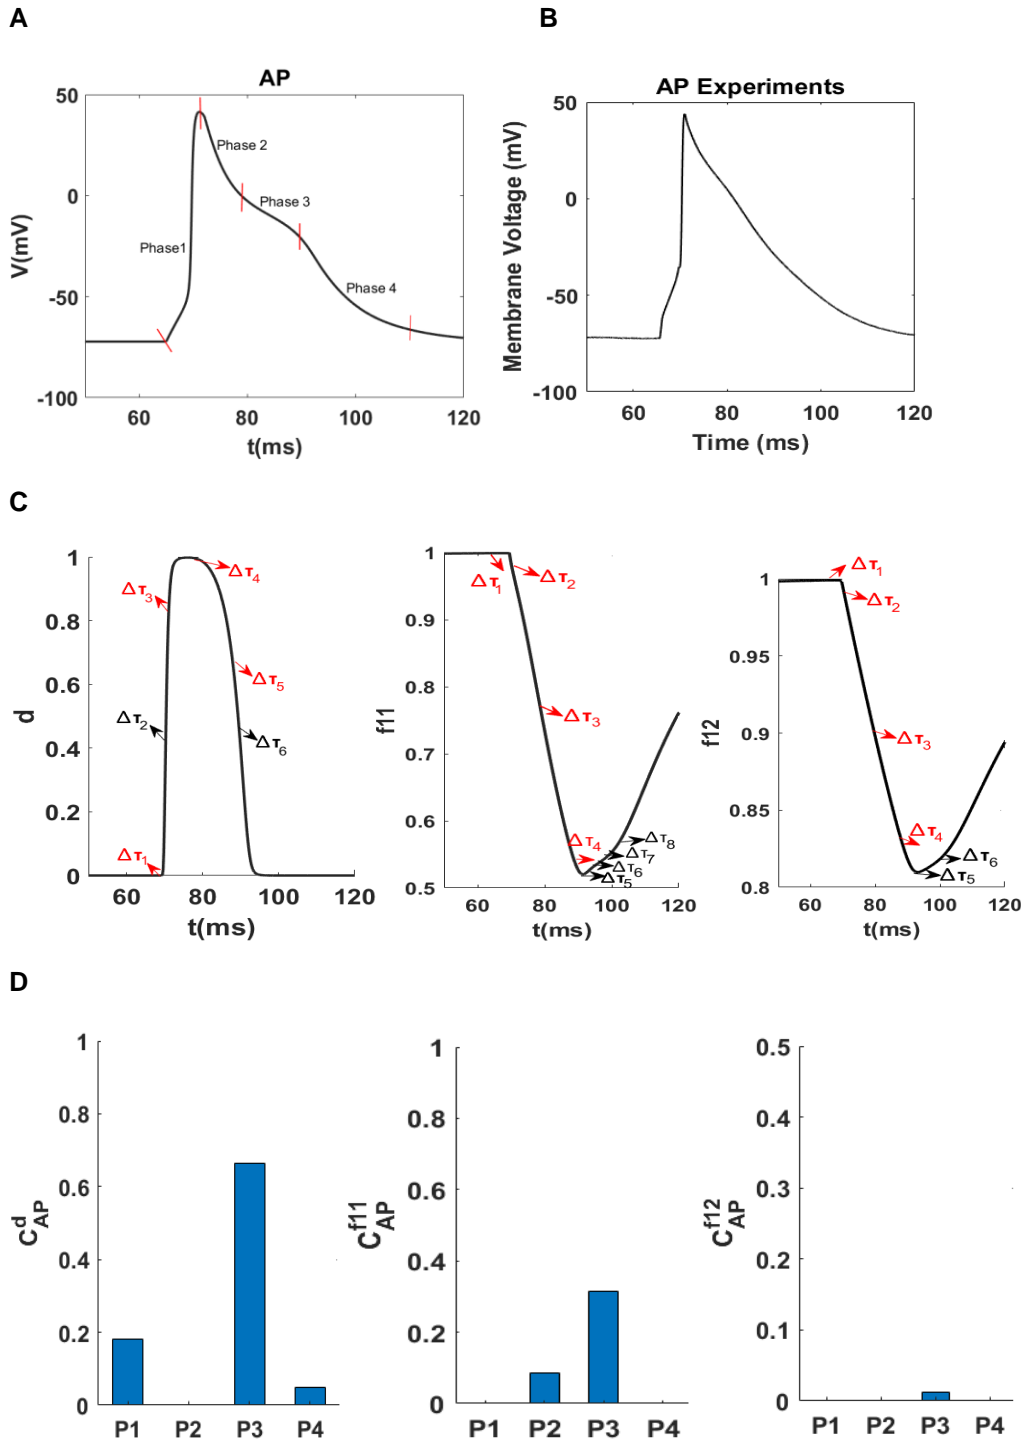 A
B
AP
50
0
-50
-100
V(mV)
Phase1
Phase 2
Phase 3
Phase 4
60
80
100
120
t(ms)
AP Experiments
50
0
-50
-100
Membrane Voltage (mV)
60
80
100
120
Time (ms)
C
1
0.8
0.6
0.4
0.2
0
d
Δτ1
Δτ2
Δτ3
Δτ4
Δτ5
Δτ6
60
80
100
120
t(ms)
1
0.9
0.8
0.7
0.6
0.5
f11
Δτ1
Δτ2
Δτ3
Δτ4
Δτ5
Δτ6
Δτ7
Δτ8
60
80
100
120
t(ms)
1
0.95
0.9
0.85
0.8
f12
Δτ1
Δτ2
Δτ3
Δτ4
Δτ5
Δτ6
60
80
100
120
t(ms)
D
1
0.8
0.6
0.4
0.2
0
C^d_AP
P1 P2 P3 P4
1
0.8
0.6
0.4
0.2
0
C^f11_AP
P1 P2 P3 P4
0.5
0.4
0.3
0.2
0.1
0
C^f12_AP
P1 P2 P3 P4